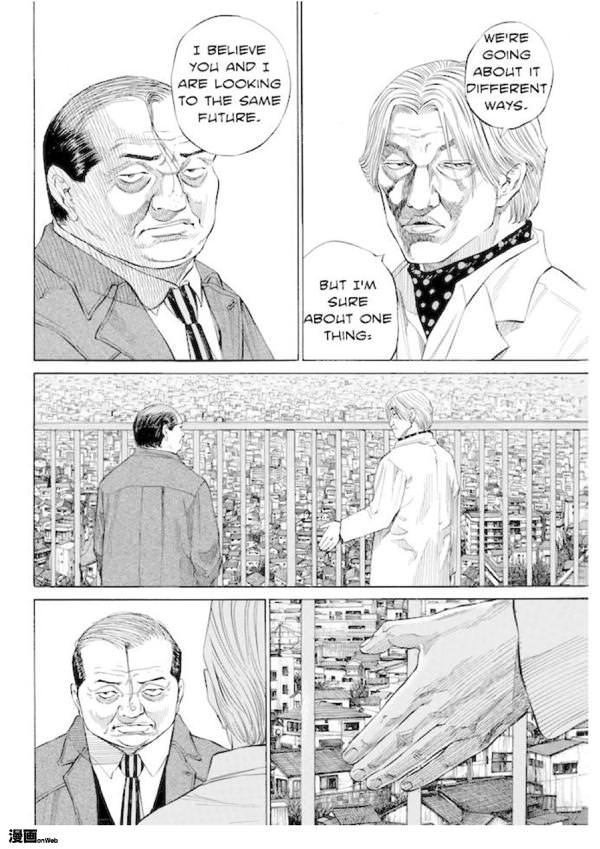 WE'RE
GOING
ABOUT IT
DIFFERENT
WAYS.
BUT I'M
SURE
ABOUT ONE
THING:
I BELIEVE
YOU AND I
ARE LOOKING
TO THE SAME
FUTURE.
漫画onWeb